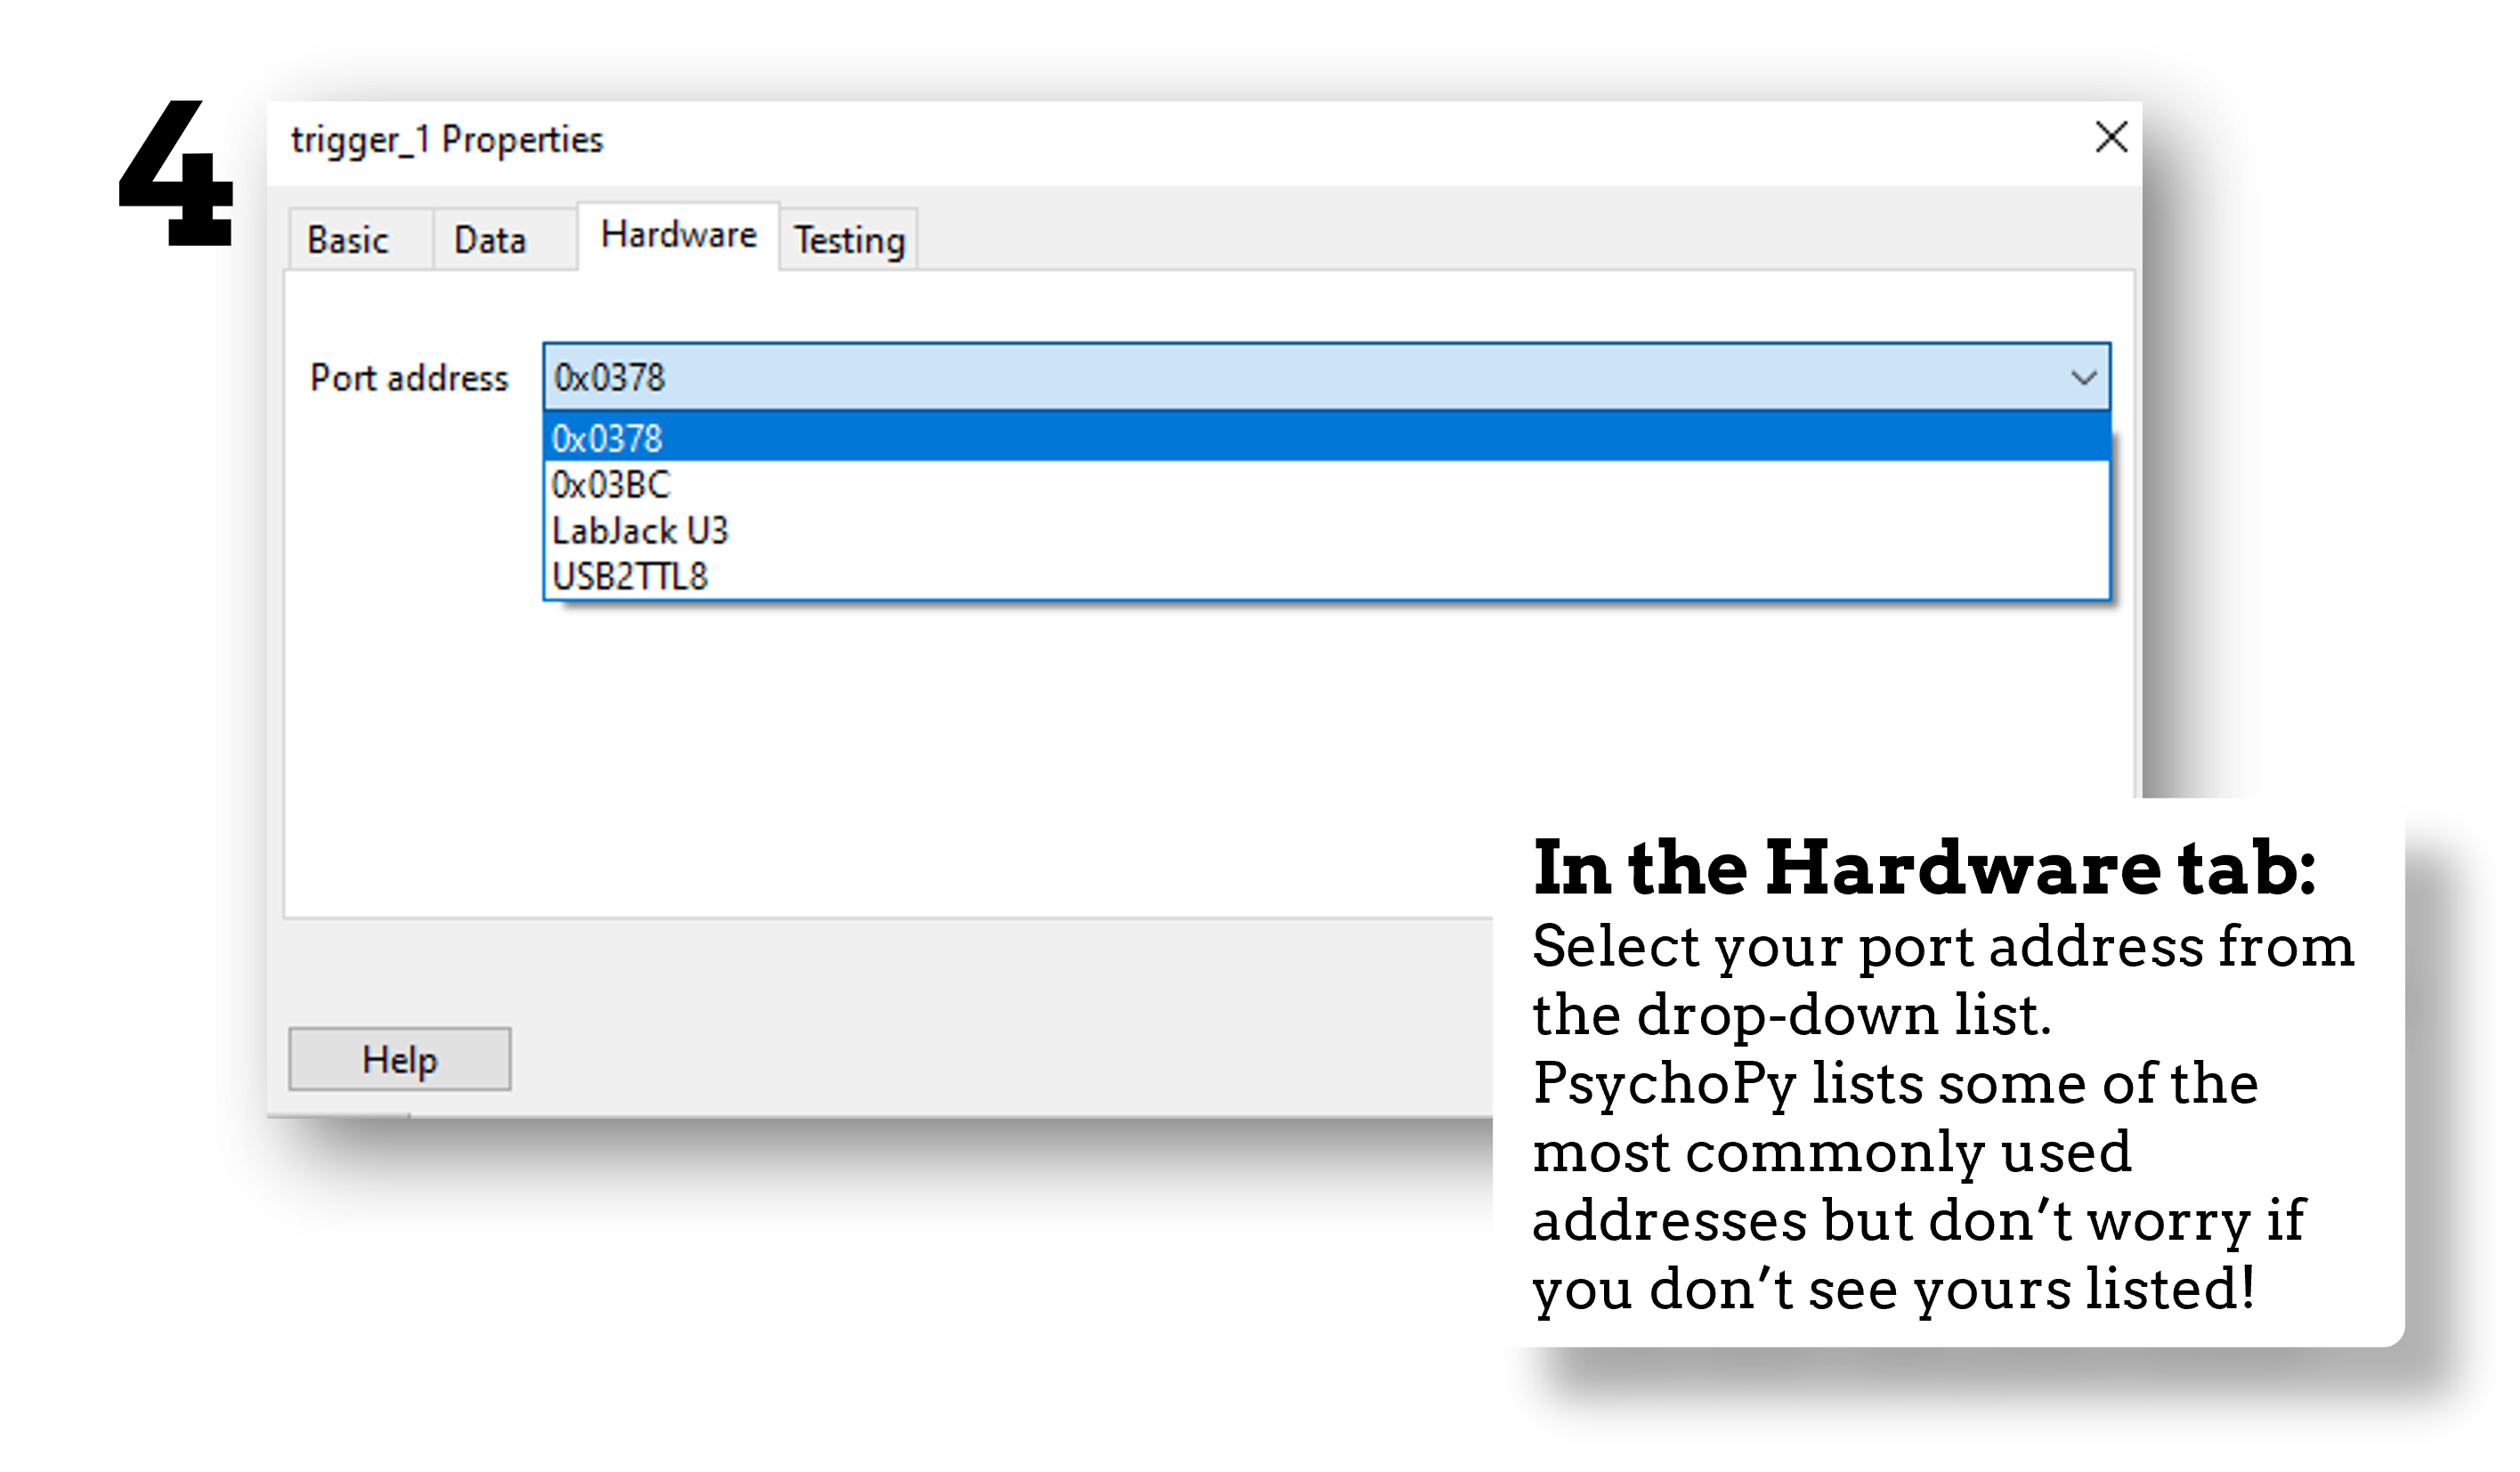 4
trigger_1 Properties
Basic Data Hardware Testing
Port address 0x0378
0x0378
0x03BC
LabJack U3
USB2TTL8
Help
In the Hardware tab:
Select your port address from
the drop-down list.
PsychoPy lists some of the
most commonly used
addresses but don’t worry if
you don’t see yours listed!